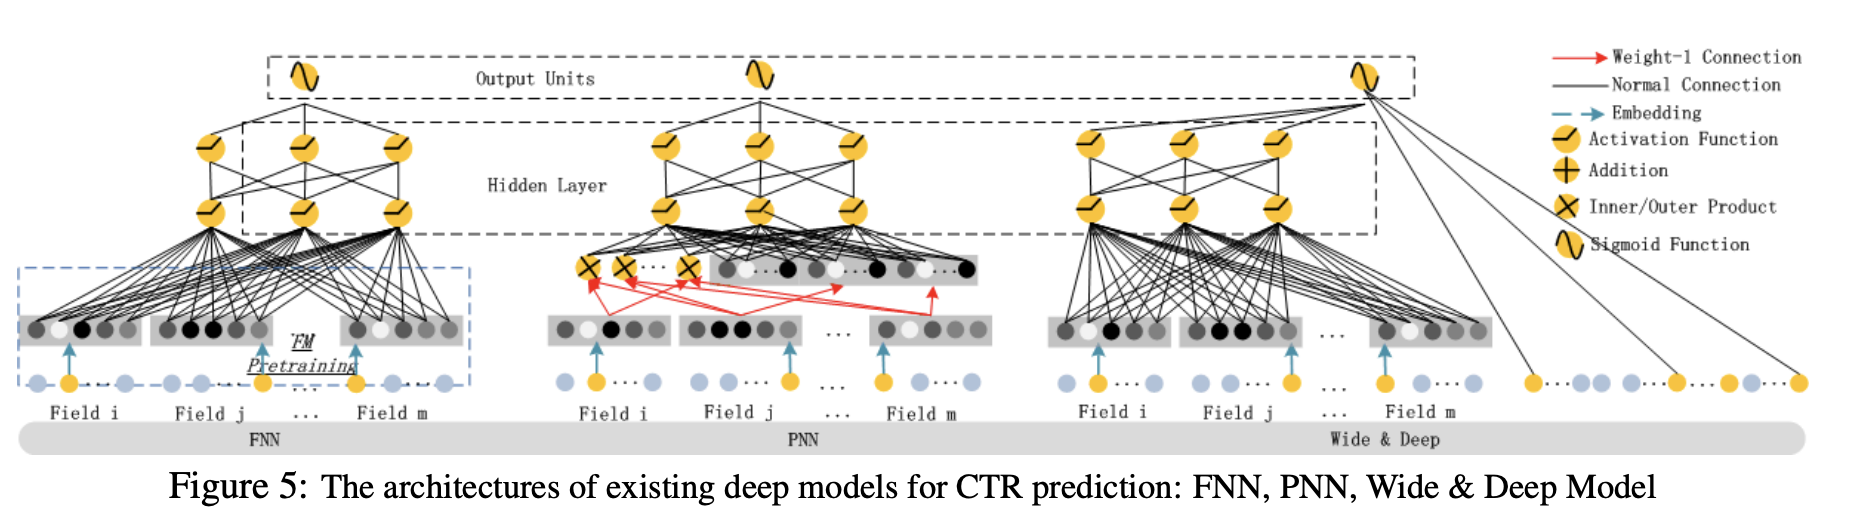 Output Units
Hidden Layer
Weight-1 Connection
Normal Connection
Embedding
Activation Function
Addition
Inner/Outer Product
Sigmoid Function
FM
Pretraining
...
Field i Field j ... Field m
Field i Field j ... Field m
Field i Field j ... Field m
FNN PNN Wide & Deep
Figure 5: The architectures of existing deep models for CTR prediction: FNN, PNN, Wide & Deep Model